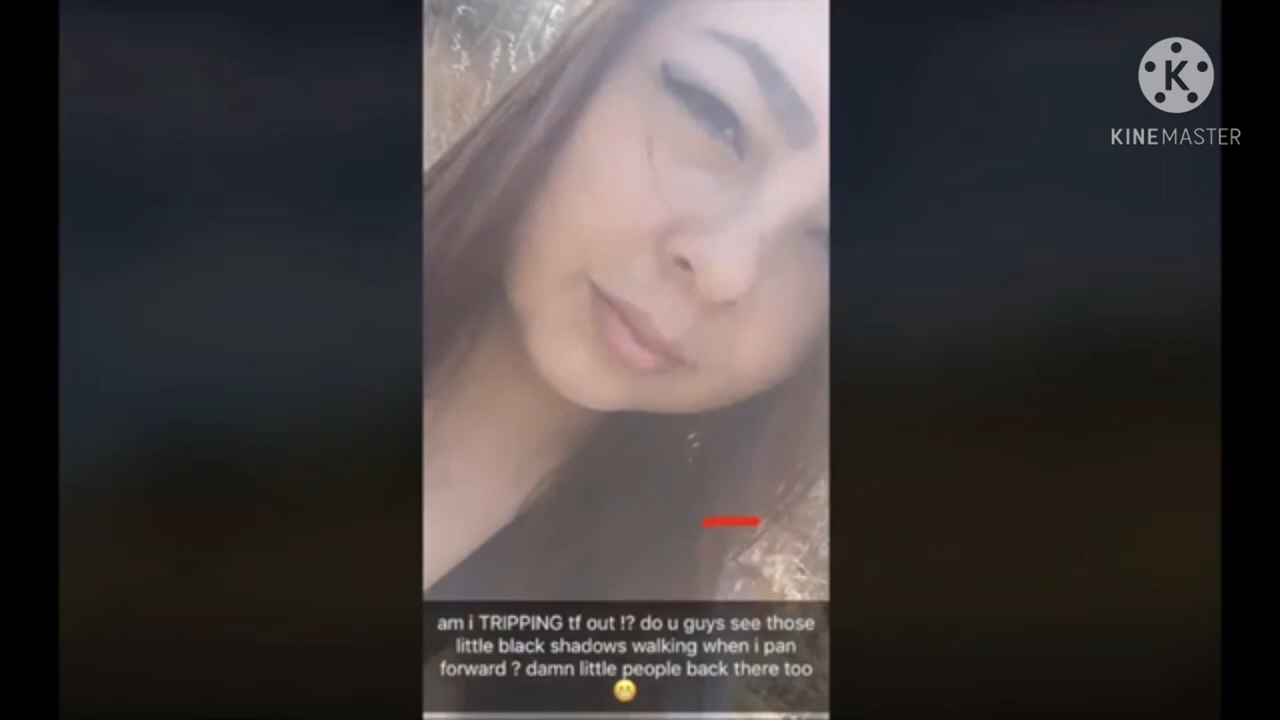 K
KINEMASTER
am i TRIPPING tf out !? do u guys see those
little black shadows walking when i pan
forward ? damn little people back there too
😁